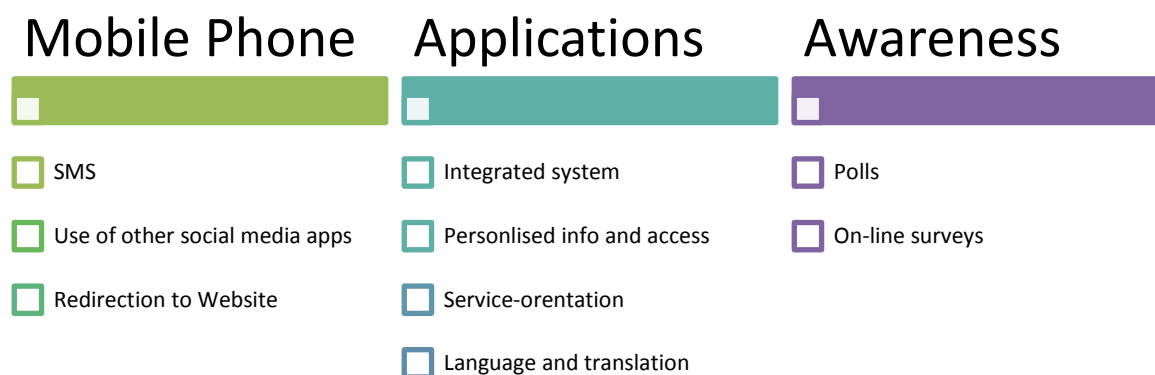 Mobile Phone
SMS
Use of other social media apps
Redirection to Website
Applications
Integrated system
Personlised info and access
Service-orentation
Language and translation
Awareness
Polls
On-line surveys